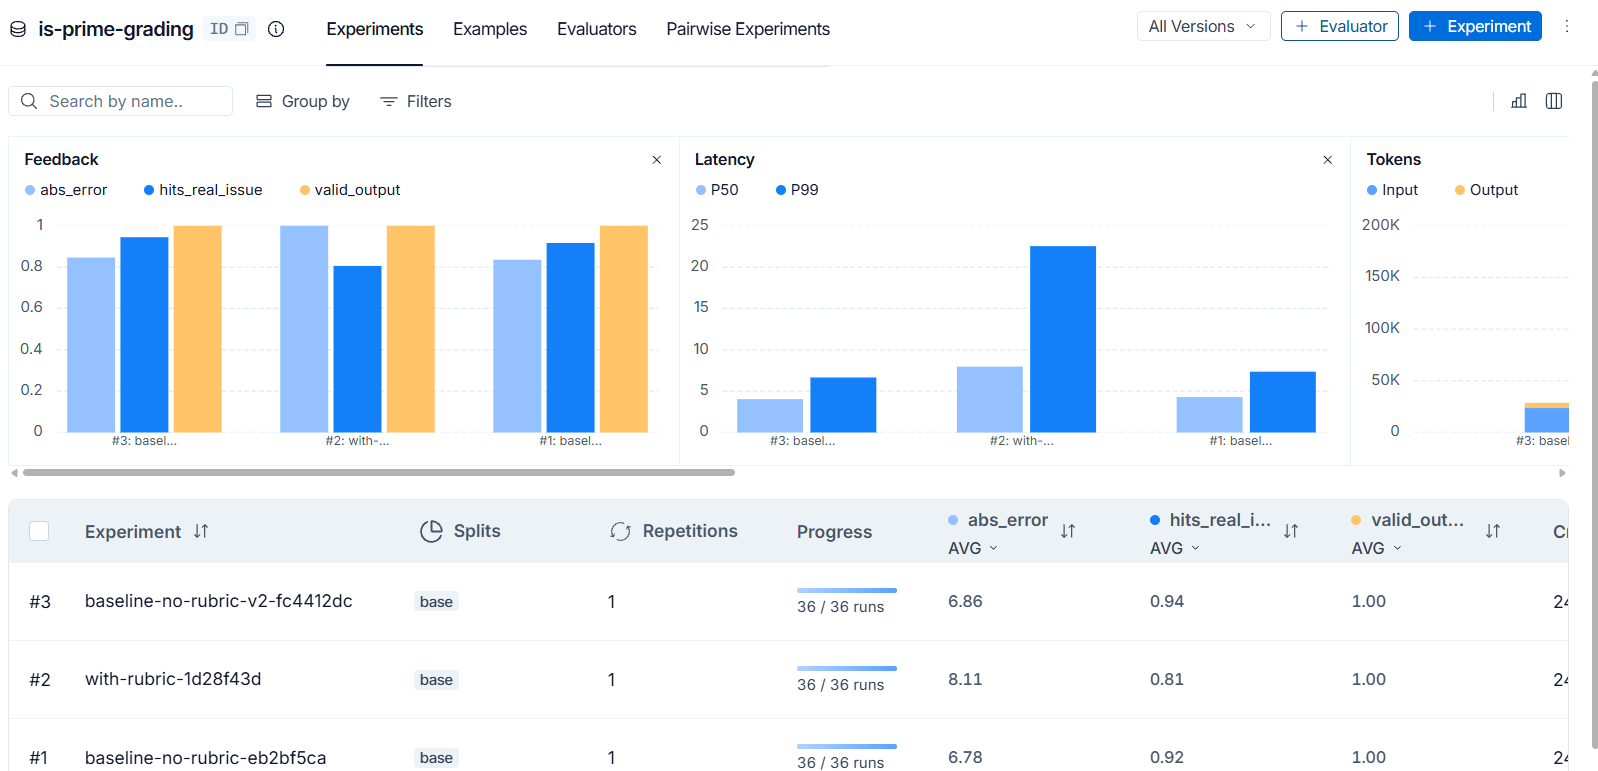 is-prime-grading ID Experiments Examples Evaluators Pairwise Experiments All Versions + Evaluator + Experiment
Search by name.. Group by Filters
Feedback
abs_error hits_real_issue valid_output
1
0.8
0.6
0.4
0.2
0
#3: basel... #2: with-... #1: basel...
Latency
P50 P99
25
20
15
10
5
0
#3: basel... #2: with-... #1: basel...
Tokens
Input Output
200K
150K
100K
50K
0
#3: basel
Experiment Splits Repetitions Progress abs_error AVG hits_real_i... AVG valid_out... AVG
#3 baseline-no-rubric-v2-fc4412dc base 1 36 / 36 runs 6.86 0.94 1.00
#2 with-rubric-1d28f43d base 1 36 / 36 runs 8.11 0.81 1.00
#1 baseline-no-rubric-eb2bf5ca base 1 36 / 36 runs 6.78 0.92 1.00